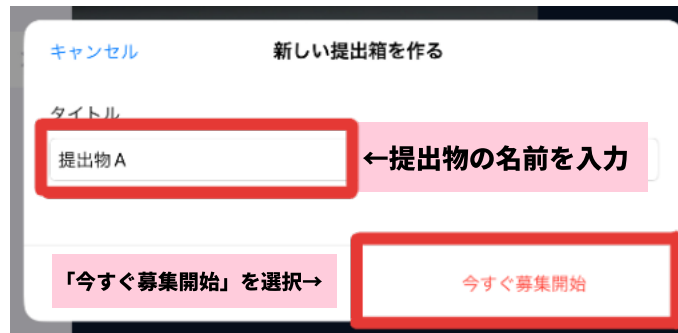 キャンセル
新しい提出箱を作る
タイトル
提出物A
←提出物の名前を入力
「今すぐ募集開始」を選択→
今すぐ募集開始